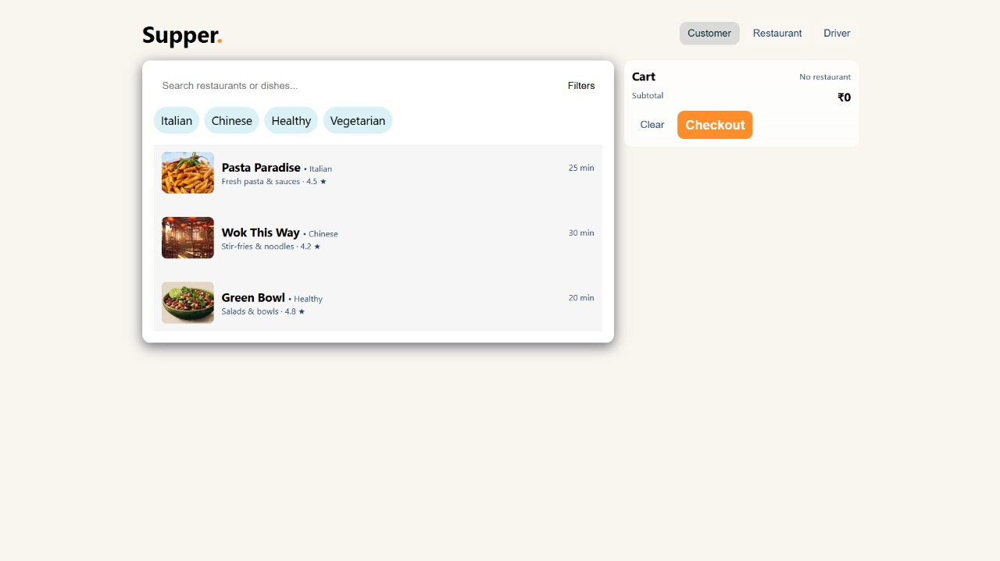 Supper.
Customer Restaurant Driver
Search restaurants or dishes...
Filters
Italian Chinese Healthy Vegetarian
Pasta Paradise • Italian
Fresh pasta & sauces · 4.5 ★
25 min
Wok This Way • Chinese
Stir-fries & noodles · 4.2 ★
30 min
Green Bowl • Healthy
Salads & bowls · 4.8 ★
20 min
Cart
No restaurant
Subtotal
₹0
Clear
Checkout